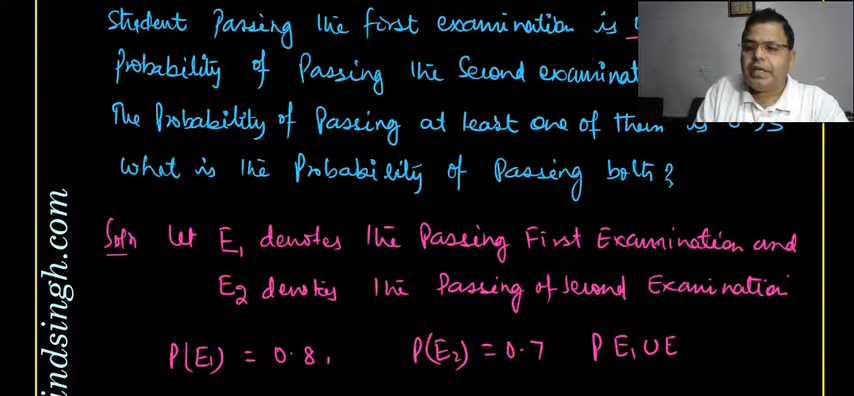 Student Passing the first examination is
Probability of Passing the Second examinat
The Probability of Passing at least one of them is
What is the Probability of Passing both?
Soln Let E₁ denotes the Passing First Examination and
E₂ denotes the Passing of Second Examination
P(E₁) = 0.8, P(E₂) = 0.7 P E₁ ∪ E
indsingh.com